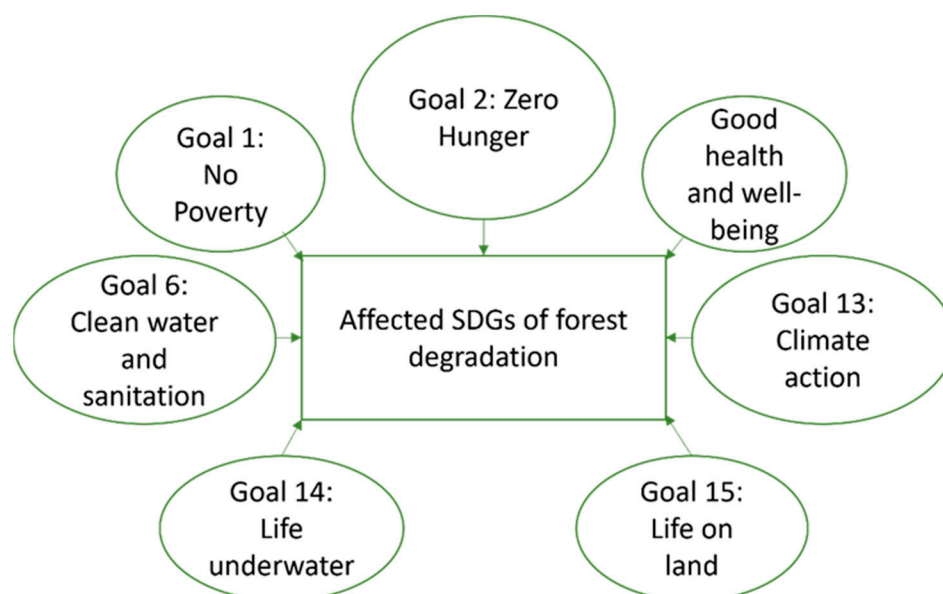 Goal 2: Zero
Hunger
Goal 1:
No
Poverty
Good
health
and well-
being
Goal 6:
Clean water
and
sanitation
Affected SDGs of forest
degradation
Goal 13:
Climate
action
Goal 14:
Life
underwater
Goal 15:
Life on
land